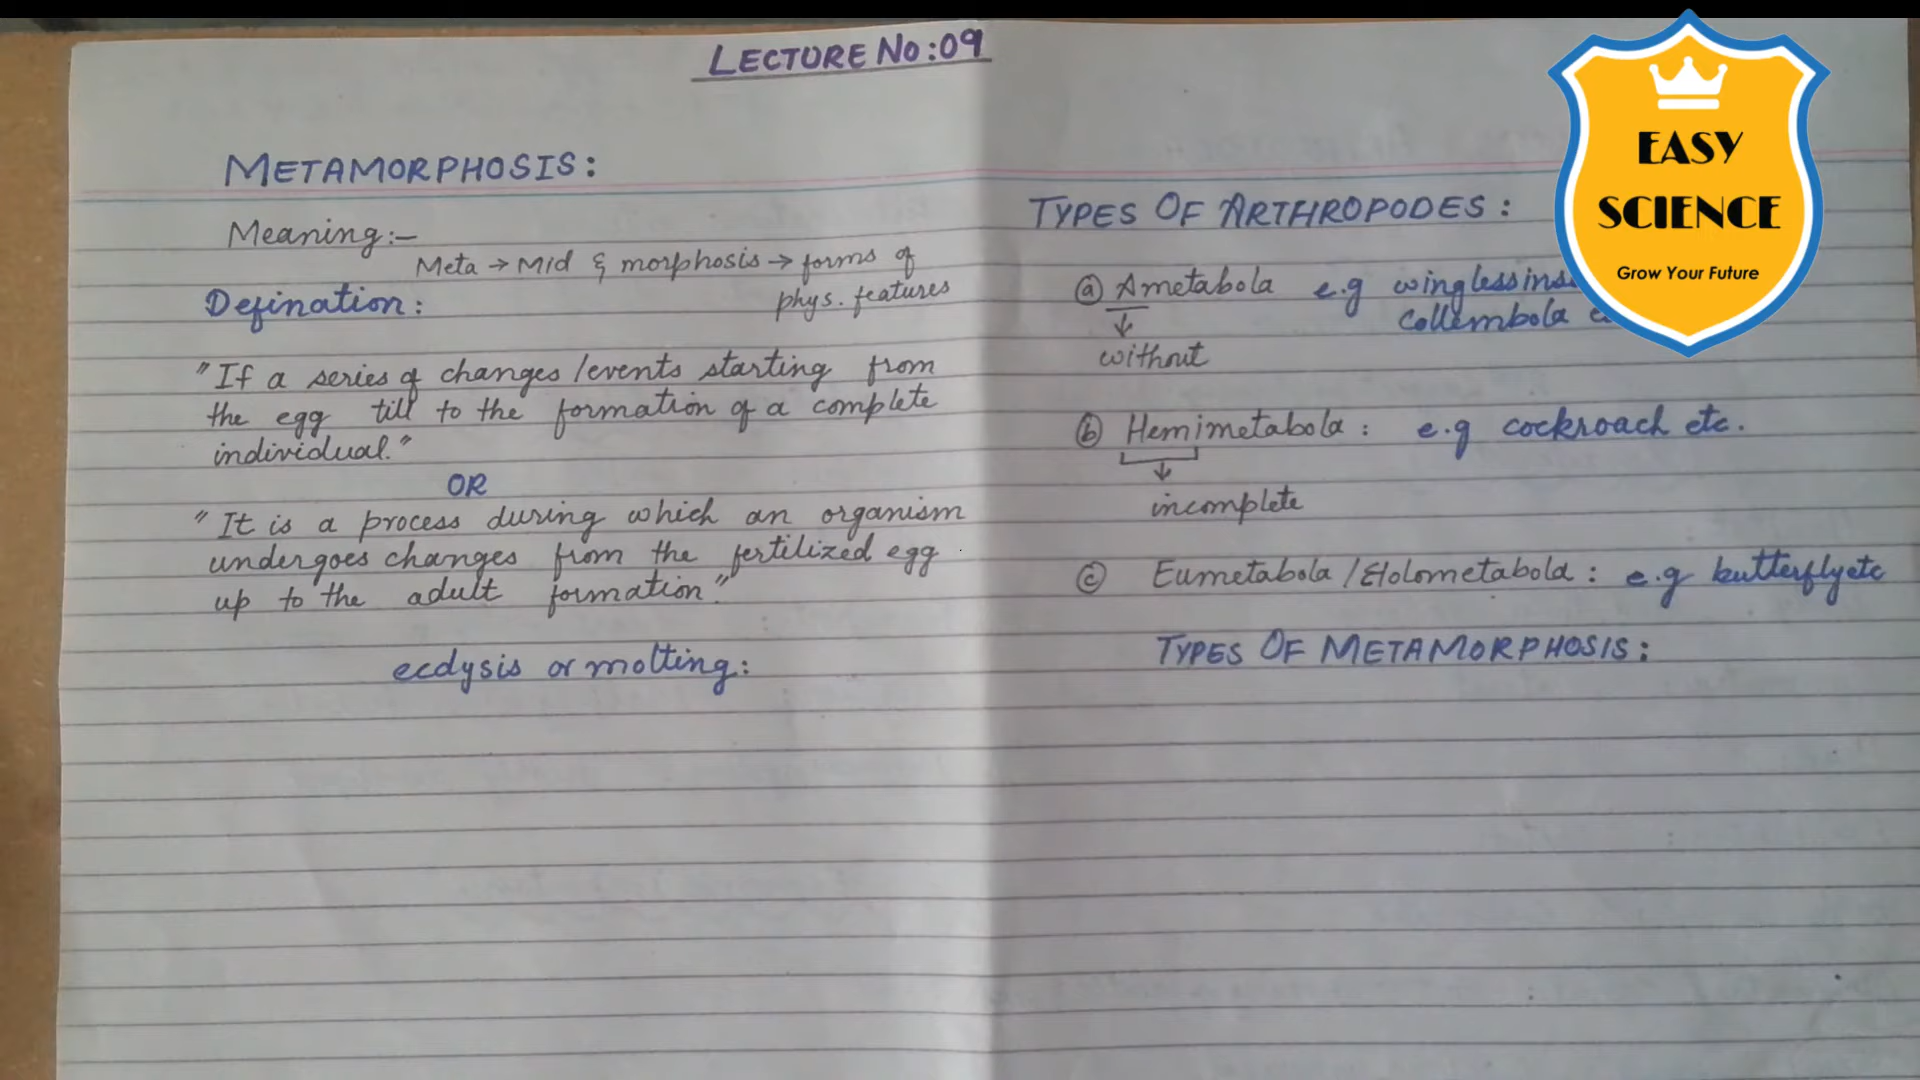 LECTURE NO:09
METAMORPHOSIS:
Meaning:-
Meta → Mid & morphosis → forms of
phys. features
Defination:
"If a series of changes/events starting from
the egg till to the formation of a complete
individual."
OR
"It is a process during which an organism
undergoes changes from the fertilized egg
up to the adult formation"
ecdysis or molting:
TYPES OF ARTHROPODES:
(a) Ametabola e.g wingless
collembola
↓
without
(b) Hemimetabola: e.g cockroach etc.
↓
incomplete
(c) Eumetabola/Holometabola: e.g butterfly etc
TYPES OF METAMORPHOSIS:
EASY
SCIENCE
Grow Your Future